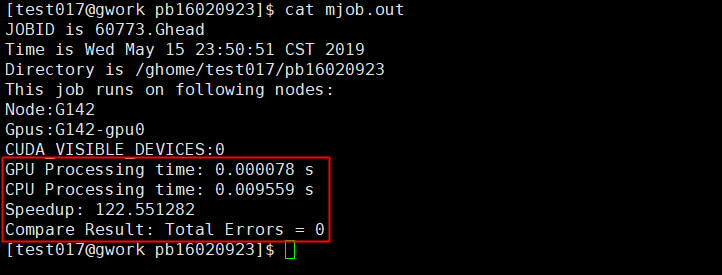 [test017@gwork pb16020923]$ cat mjob.out
JOBID is 60773.Ghead
Time is Wed May 15 23:50:51 CST 2019
Directory is /ghome/test017/pb16020923
This job runs on following nodes:
Node:G142
Gpus:G142-gpu0
CUDA_VISIBLE_DEVICES:0
GPU Processing time: 0.000078 s
CPU Processing time: 0.009559 s
Speedup: 122.551282
Compare Result: Total Errors = 0
[test017@gwork pb16020923]$